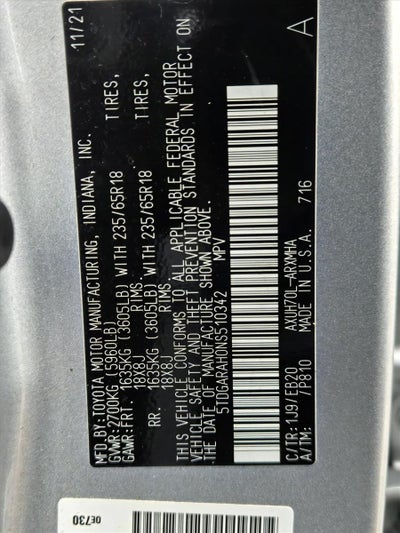 MFD.BY:TOYOTA MOTOR MANUFACTURING, INDIANA, INC. 11/21
GVWR:2700KG (5960LB)
GAWR:FRT. 1635KG (3605LB) WITH 235/65R18 TIRES,
18X8J RIMS
RR. 1635KG (3605LB) WITH 235/65R18 TIRES,
18X8J RIMS
THIS VEHICLE CONFORMS TO ALL APPLICABLE FEDERAL MOTOR
VEHICLE SAFETY AND THEFT PREVENTION STANDARDS IN EFFECT ON
THE DATE OF MANUFACTURE SHOWN ABOVE.
5TDGARAH0NS510342 MPV
C/TR:1J9/EB20 AXUH70L-ARXMHA A
A/TM: /P810 MADE IN U.S.A. 716
0E730